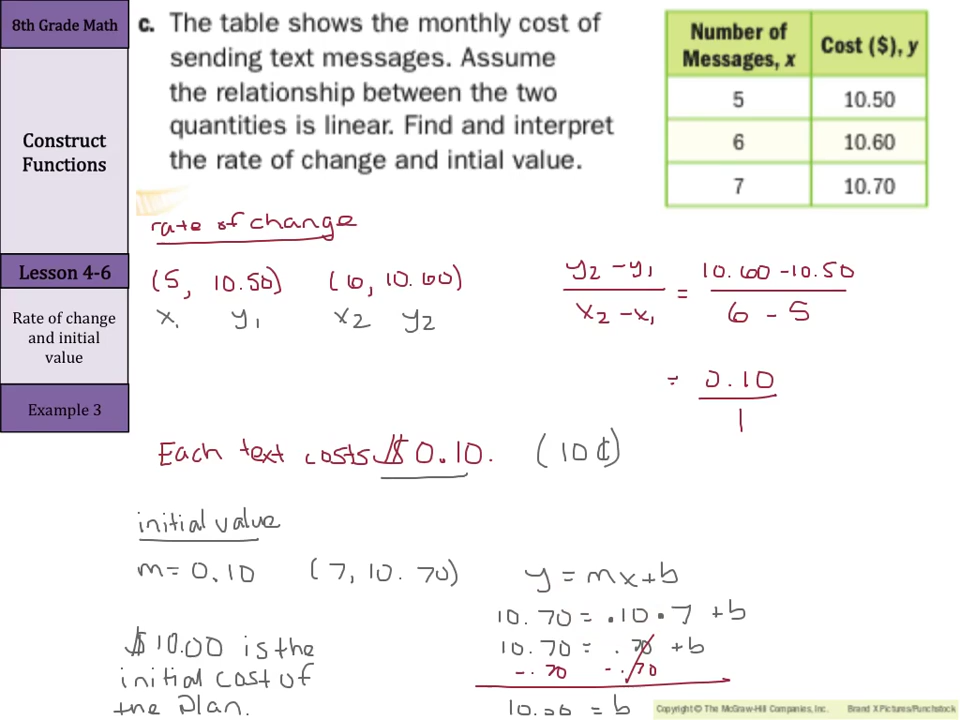 8th Grade Math
Construct
Functions
Lesson 4-6
Rate of change
and initial
value
Example 3
c. The table shows the monthly cost of
sending text messages. Assume
the relationship between the two
quantities is linear. Find and interpret
the rate of change and intial value.
Number of Messages, x Cost ($), y
5 10.50
6 10.60
7 10.70
rate of change
(5, 10.50) (6, 10.60)
x₁ y₁ x₂ y₂
y₂ - y₁ / x₂ - x₁ = 10.60 - 10.50 / 6 - 5
= 0.10 / 1
Each text costs $0.10. (10¢)
initial value
m = 0.10 (7, 10.70)
y = mx + b
10.70 = .10 · 7 + b
10.70 = .70 + b
-.70 -.70
10.00 = b
$10.00 is the
initial cost of
the plan.
Copyright © The McGraw-Hill Companies, Inc. Brand X Pictures/Punchstock